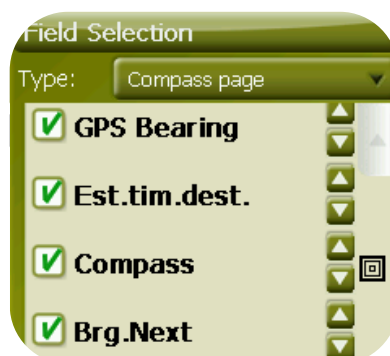 Field Selection
Type: Compass page
GPS Bearing
Est.tim.dest.
Compass
Brg.Next